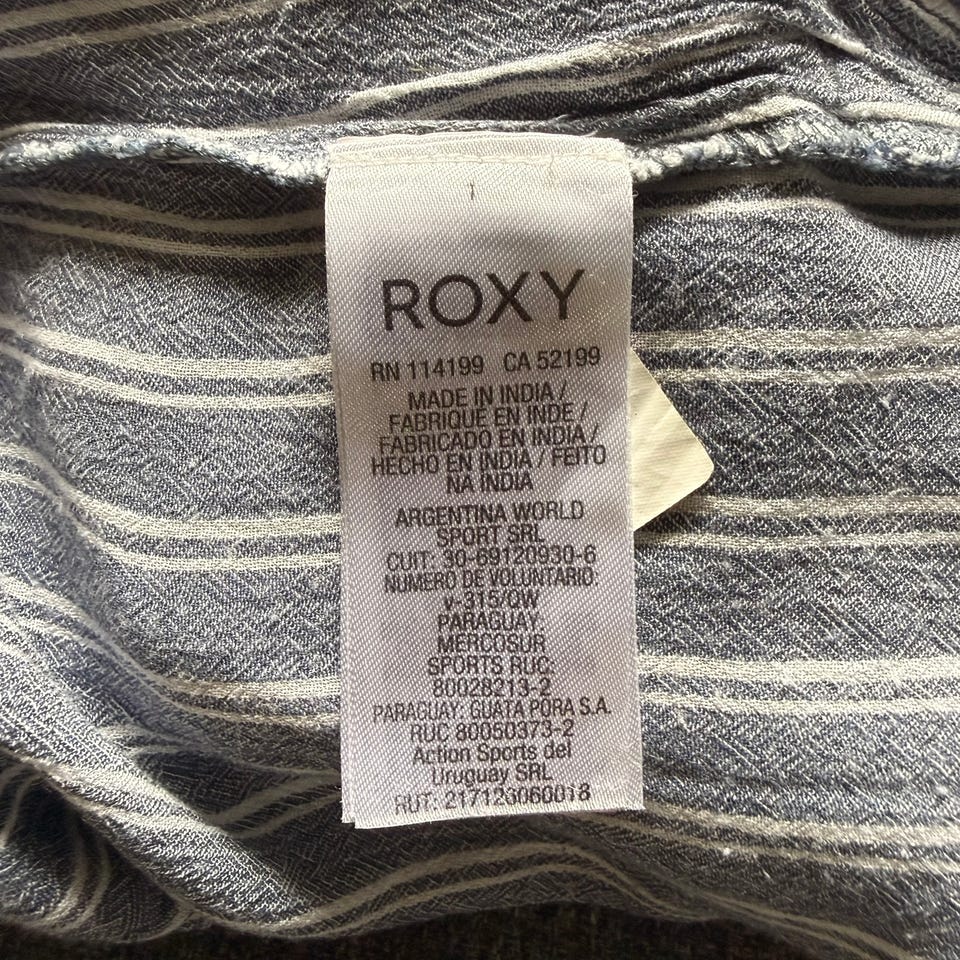 ROXY
RN 114199 CA 52199
MADE IN INDIA /
FABRIQUE EN INDE /
FABRICADO EN INDIA /
HECHO EN INDIA / FEITO
NA INDIA
ARGENTINA WORLD
SPORT SRL
CUIT: 30-69120930-6
NUMERO DE VOLUNTARIO:
v-315/QW
PARAGUAY:
MERCOSUR
SPORTS RUC:
80028213-2
PARAGUAY: GUATA PORA S.A.
RUC 80050373-2
Action Sports del
Uruguay SRL
RUT: 217126060018